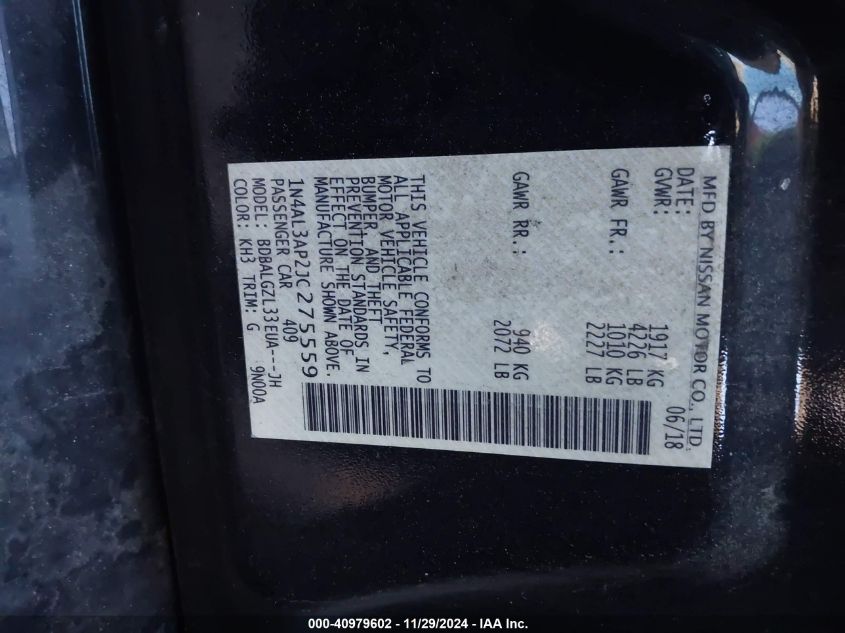 MFD BY NISSAN MOTOR CO., LTD.
DATE: 06/18
GVWR: 1917 KG
4226 LB
GAWR FR.: 1010 KG
2227 LB
GAWR RR.: 940 KG
2072 LB
THIS VEHICLE CONFORMS TO
ALL APPLICABLE FEDERAL
MOTOR VEHICLE SAFETY,
BUMPER, AND THEFT
PREVENTION STANDARDS IN
EFFECT ON THE DATE OF
MANUFACTURE SHOWN ABOVE.
1N4AL3AP2JC275559
PASSENGER CAR 409
MODEL: BDBALGZL33EUA---JH
COLOR: KH3 TRIM: G 9N00A
000-40979602 - 11/29/2024 - IAA Inc.